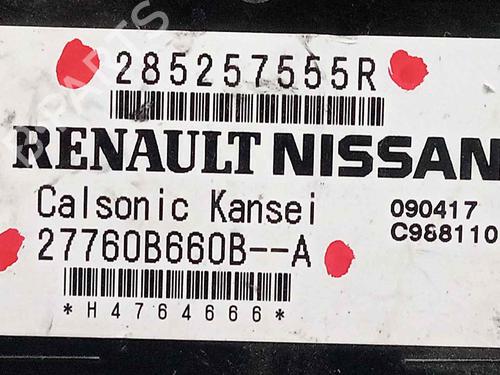 285257555R
RENAULT NISSAN
Calsonic Kansei
090417
27760B660B--A
C988110
*H4764666*